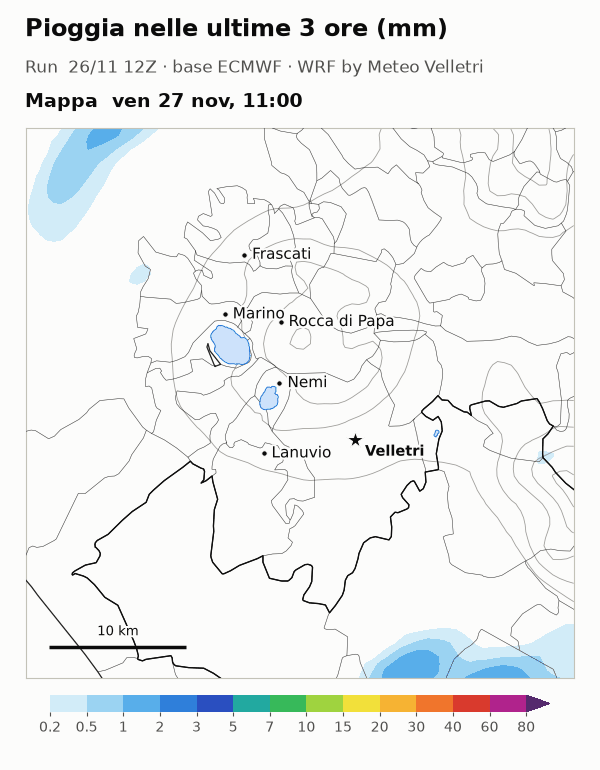 Pioggia nelle ultime 3 ore (mm)
Run  26/11 12Z · base ECMWF · WRF by Meteo Velletri
Mappa  ven 27 nov, 11:00
Frascati
Marino
Rocca di Papa
Nemi
Velletri
Lanuvio
10 km
0.2 0.5 1 2 3 5 7 10 15 20 30 40 60 80